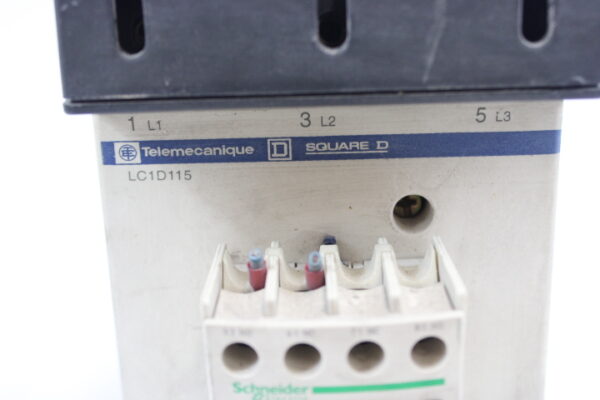 1 L1 3 L2 5 L3
Telemecanique SQUARE D
LC1D115
Schneider